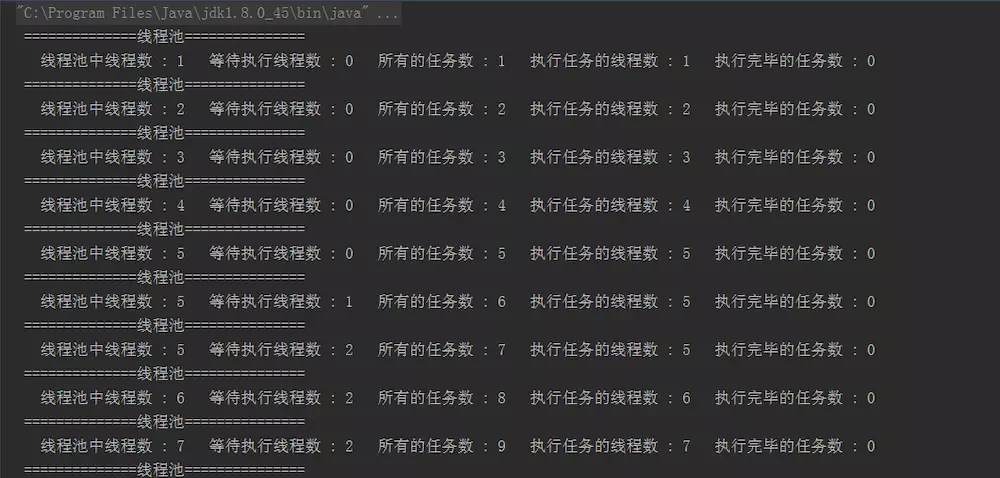 "C:\Program Files\Java\jdk1.8.0_45\bin\java" ...
==============线程池===============
线程池中线程数 : 1 等待执行线程数 : 0 所有的任务数 : 1 执行任务的线程数 : 1 执行完毕的任务数 : 0
==============线程池===============
线程池中线程数 : 2 等待执行线程数 : 0 所有的任务数 : 2 执行任务的线程数 : 2 执行完毕的任务数 : 0
==============线程池===============
线程池中线程数 : 3 等待执行线程数 : 0 所有的任务数 : 3 执行任务的线程数 : 3 执行完毕的任务数 : 0
==============线程池===============
线程池中线程数 : 4 等待执行线程数 : 0 所有的任务数 : 4 执行任务的线程数 : 4 执行完毕的任务数 : 0
==============线程池===============
线程池中线程数 : 5 等待执行线程数 : 0 所有的任务数 : 5 执行任务的线程数 : 5 执行完毕的任务数 : 0
==============线程池===============
线程池中线程数 : 5 等待执行线程数 : 1 所有的任务数 : 6 执行任务的线程数 : 5 执行完毕的任务数 : 0
==============线程池===============
线程池中线程数 : 5 等待执行线程数 : 2 所有的任务数 : 7 执行任务的线程数 : 5 执行完毕的任务数 : 0
==============线程池===============
线程池中线程数 : 6 等待执行线程数 : 2 所有的任务数 : 8 执行任务的线程数 : 6 执行完毕的任务数 : 0
==============线程池===============
线程池中线程数 : 7 等待执行线程数 : 2 所有的任务数 : 9 执行任务的线程数 : 7 执行完毕的任务数 : 0
==============线程池===============